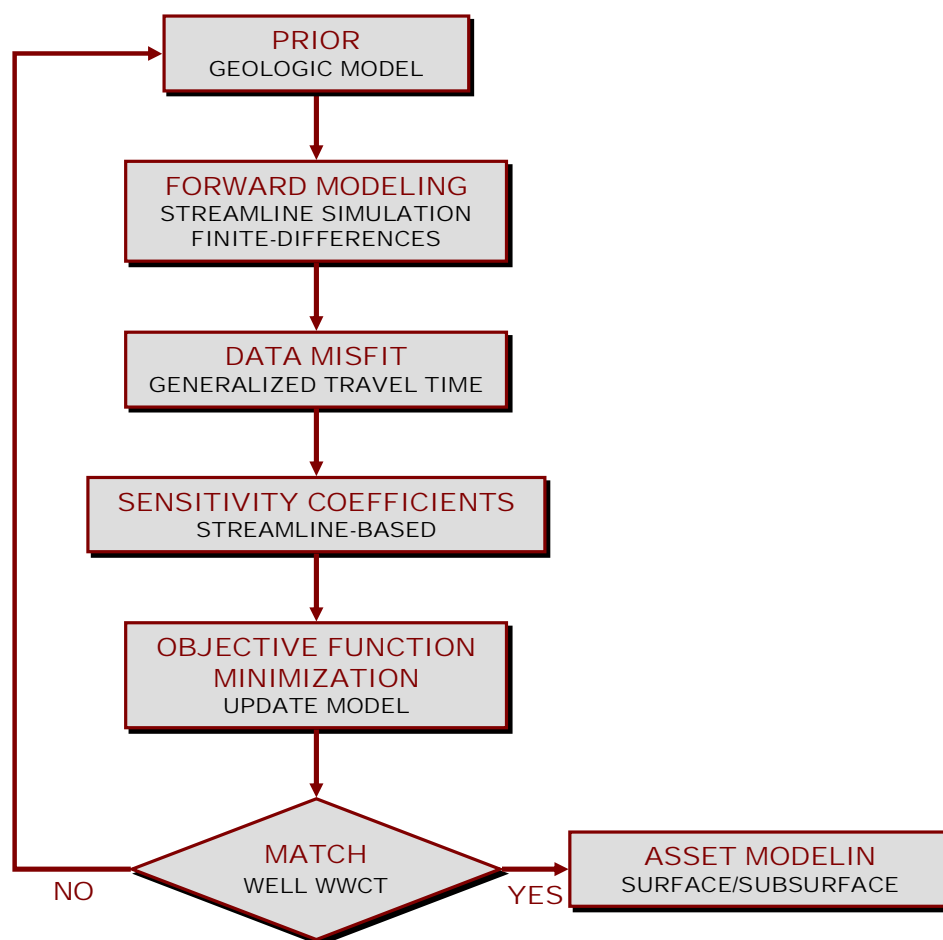 PRIOR
GEOLOGIC MODEL
FORWARD MODELING
STREAMLINE SIMULATION
FINITE-DIFFERENCES
DATA MISFIT
GENERALIZED TRAVEL TIME
SENSITIVITY COEFFICIENTS
STREAMLINE-BASED
OBJECTIVE FUNCTION
MINIMIZATION
UPDATE MODEL
MATCH
WELL WWCT
NO
YES
ASSET MODELIN
SURFACE/SUBSURFACE